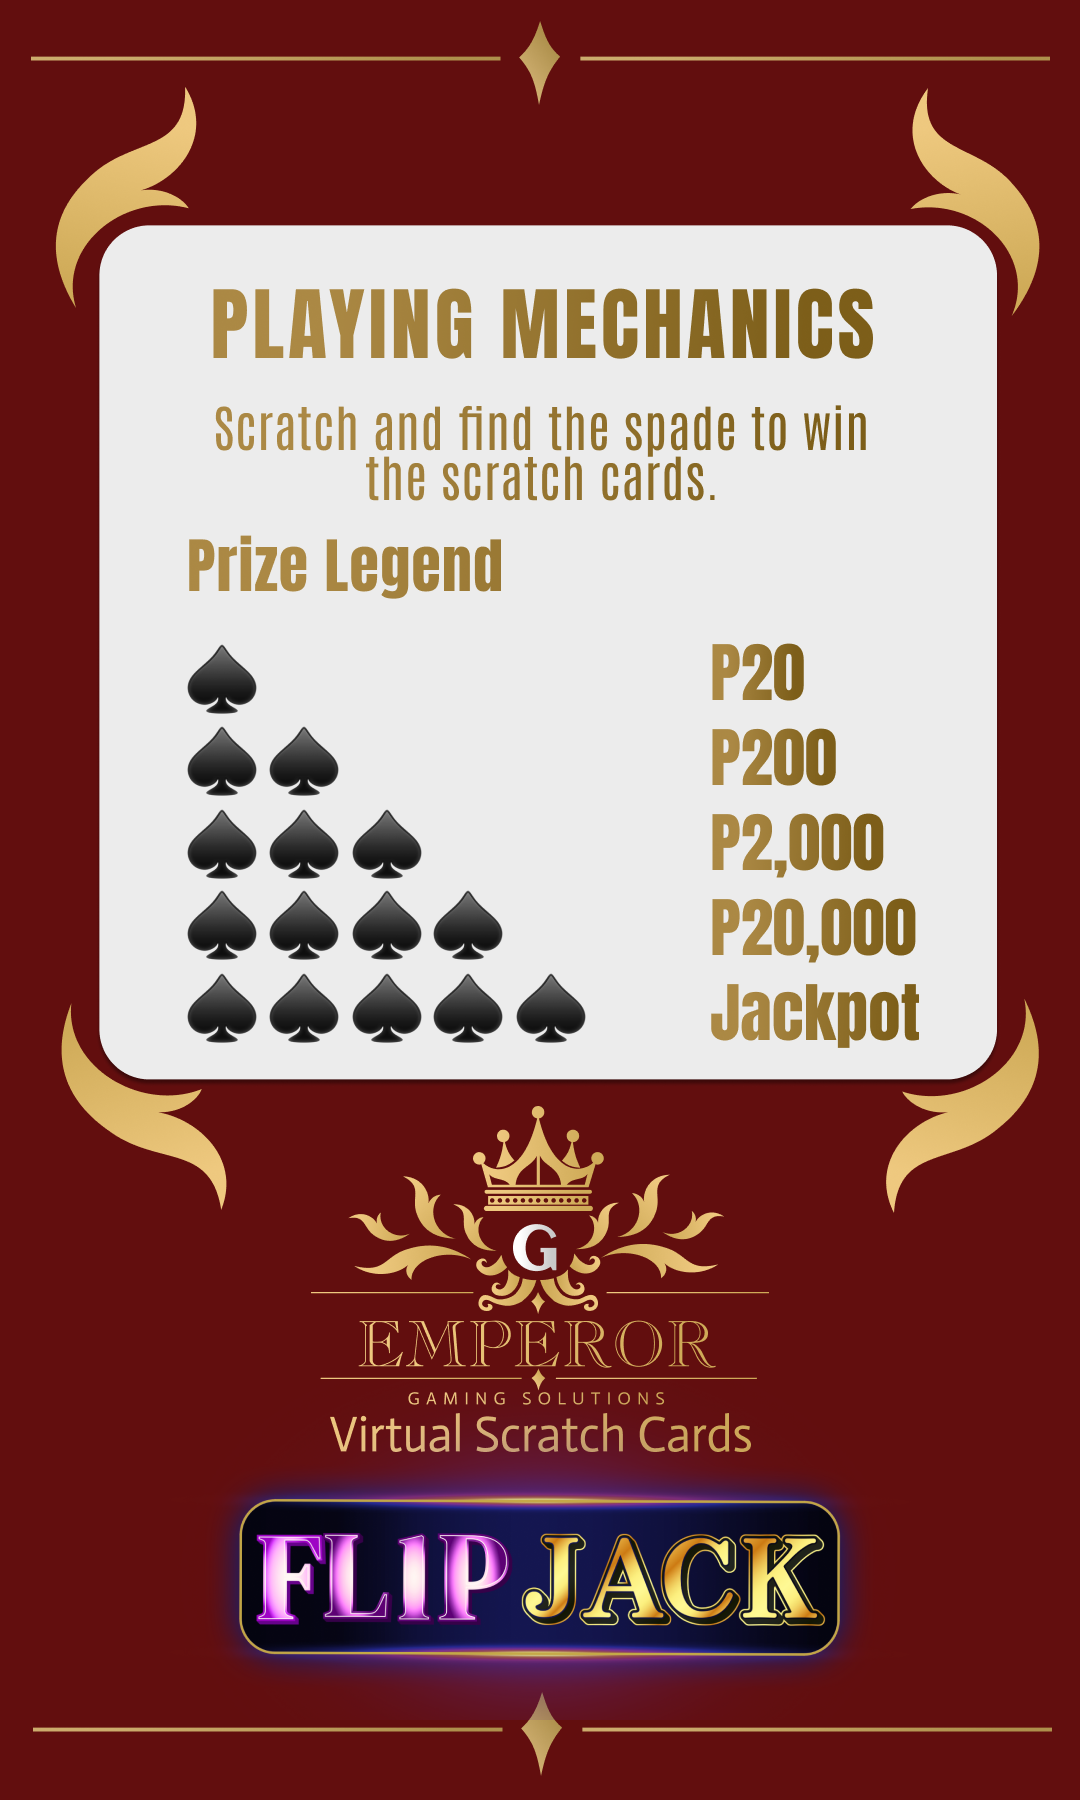 PLAYING MECHANICS
Scratch and find the spade to win
the scratch cards.
Prize Legend
P20
P200
P2,000
P20,000
Jackpot
G
EMPEROR
GAMING SOLUTIONS
Virtual Scratch Cards
FL1P JACK